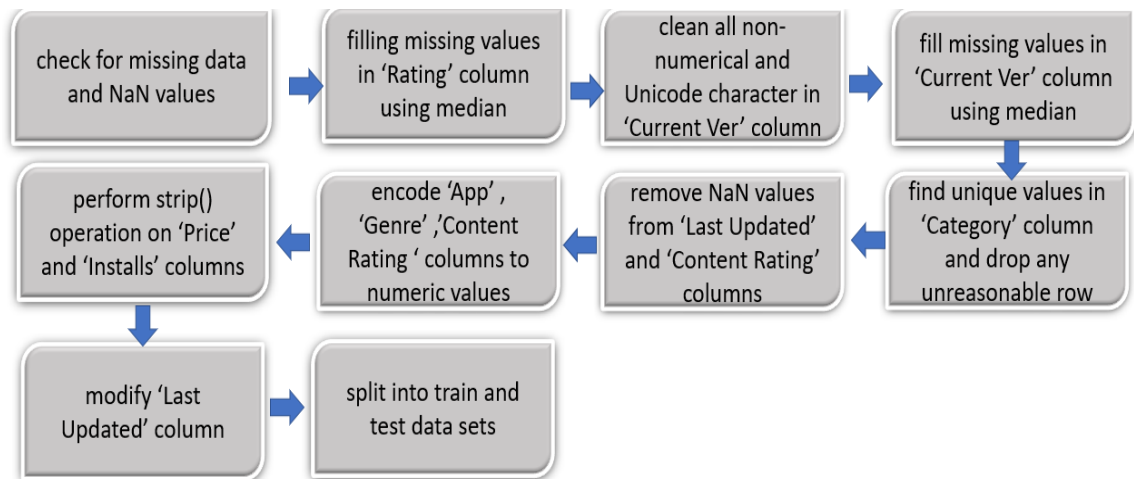 check for missing data
and NaN values
filling missing values
in ‘Rating’ column
using median
clean all non-
numerical and
Unicode character in
‘Current Ver’ column
fill missing values in
‘Current Ver’ column
using median
find unique values in
‘Category’ column
and drop any
unreasonable row
remove NaN values
from ‘Last Updated’
and ‘Content Rating’
columns
encode ‘App’ ,
‘Genre’ ,‘Content
Rating ‘ columns to
numeric values
perform strip()
operation on ‘Price’
and ‘Installs’ columns
modify ‘Last
Updated’ column
split into train and
test data sets